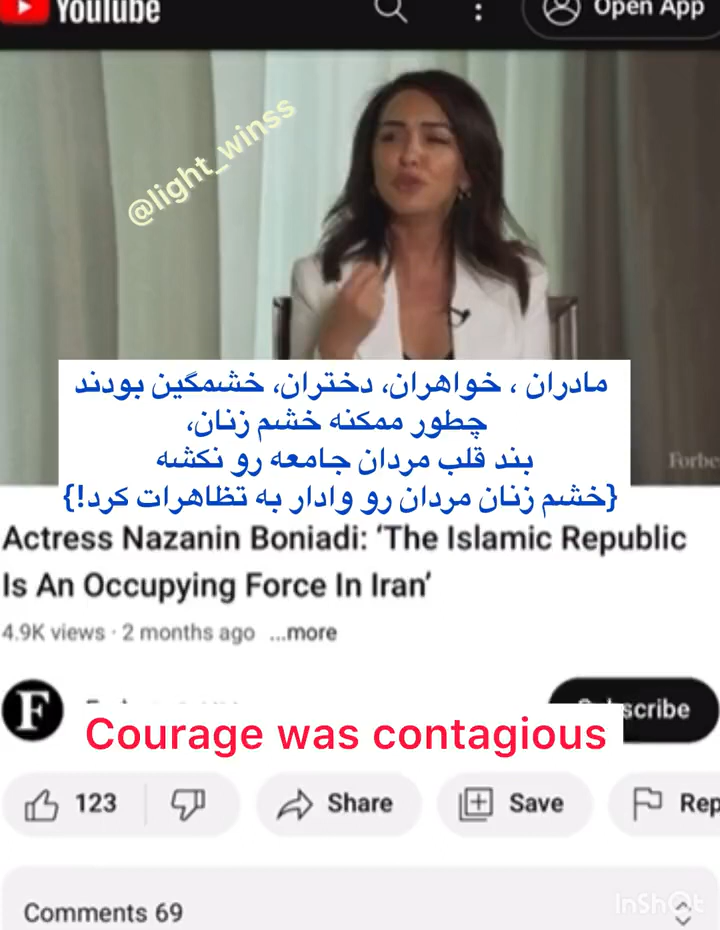 YouTube
Open App
@light_winss
مادران ، خواهران، دختران، خشمگین بودند
چطور ممکنه خشم زنان،
بند قلب مردان جامعه رو نکشه
{خشم زنان مردان رو وادار به تظاهرات کرد!}
Forbe
Actress Nazanin Boniadi: ‘The Islamic Republic
Is An Occupying Force In Iran’
4.9K views · 2 months ago ...more
F
scribe
Courage was contagious
123
Share
Save
Rep
Comments 69
InShOt